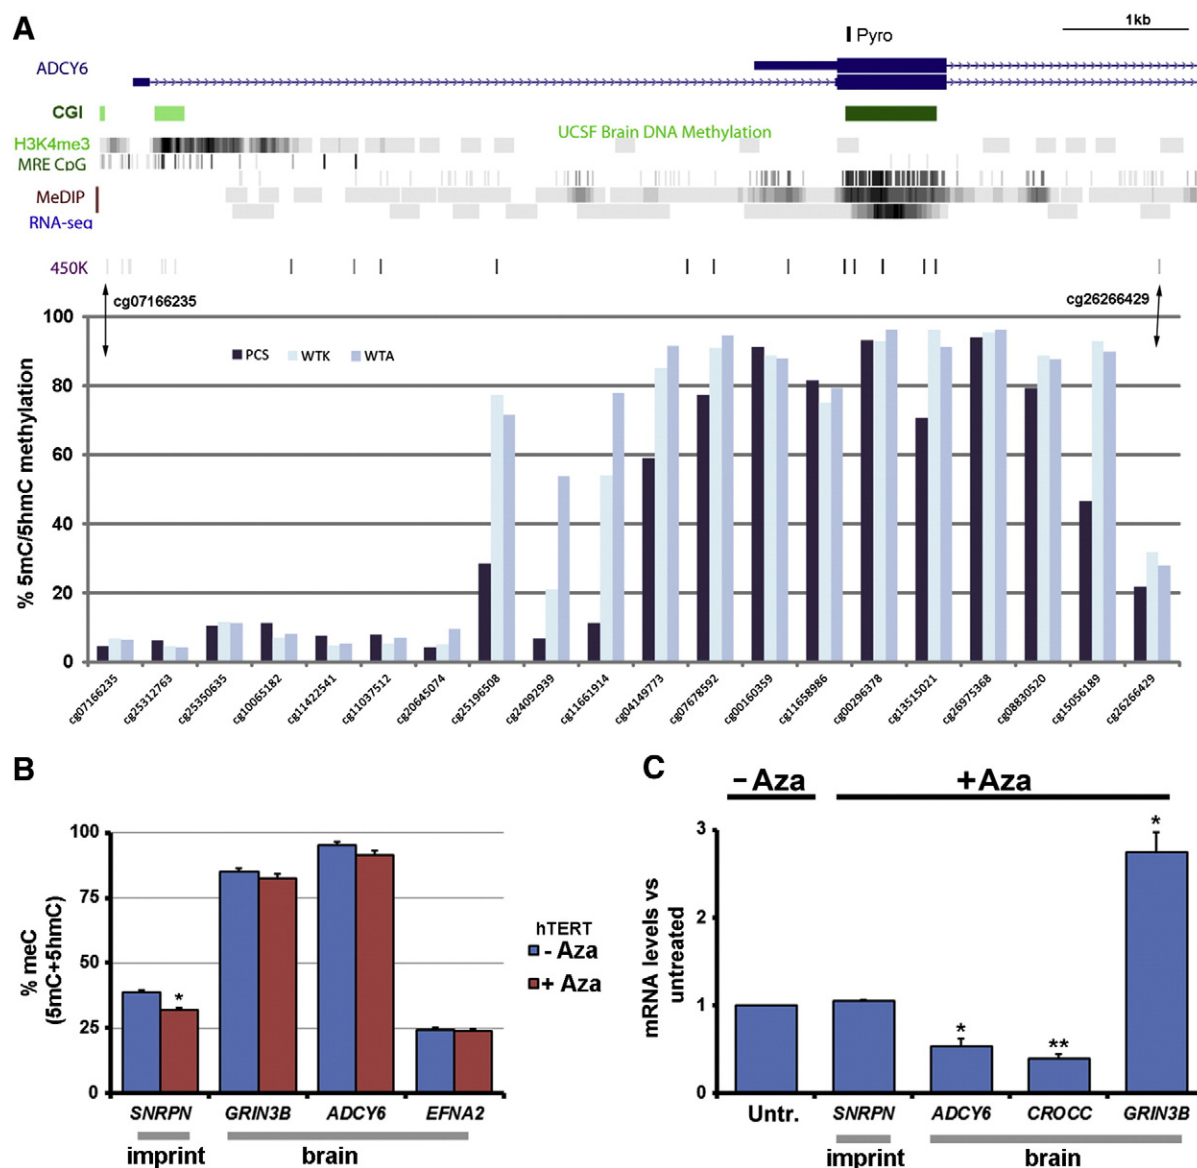 A
1kb
Pyro
ADCY6
CGI
UCSF Brain DNA Methylation
H3K4me3
MRE CpG
MeDIP
RNA-seq
450K
cg07166235
cg26266429
100
80
60
40
20
0
% 5mC/5hmC methylation
PCS WTK WTA
cg07166235
cg25312763
cg25350635
cg10065182
cg11422541
cg11037512
cg20645074
cg25196508
cg24092939
cg11661914
cg04149773
cg07678592
cg00160359
cg11658986
cg00296378
cg13515021
cg26975368
cg08830520
cg15056189
cg26266429
B
100
75
50
25
0
% meC
(5mC+5hmC)
*
hTERT
- Aza
+ Aza
SNRPN GRIN3B ADCY6 EFNA2
imprint brain
C
- Aza +Aza
3
2
1
0
mRNA levels vs
untreated
*
**
*
Untr. SNRPN ADCY6 CROCC GRIN3B
imprint brain